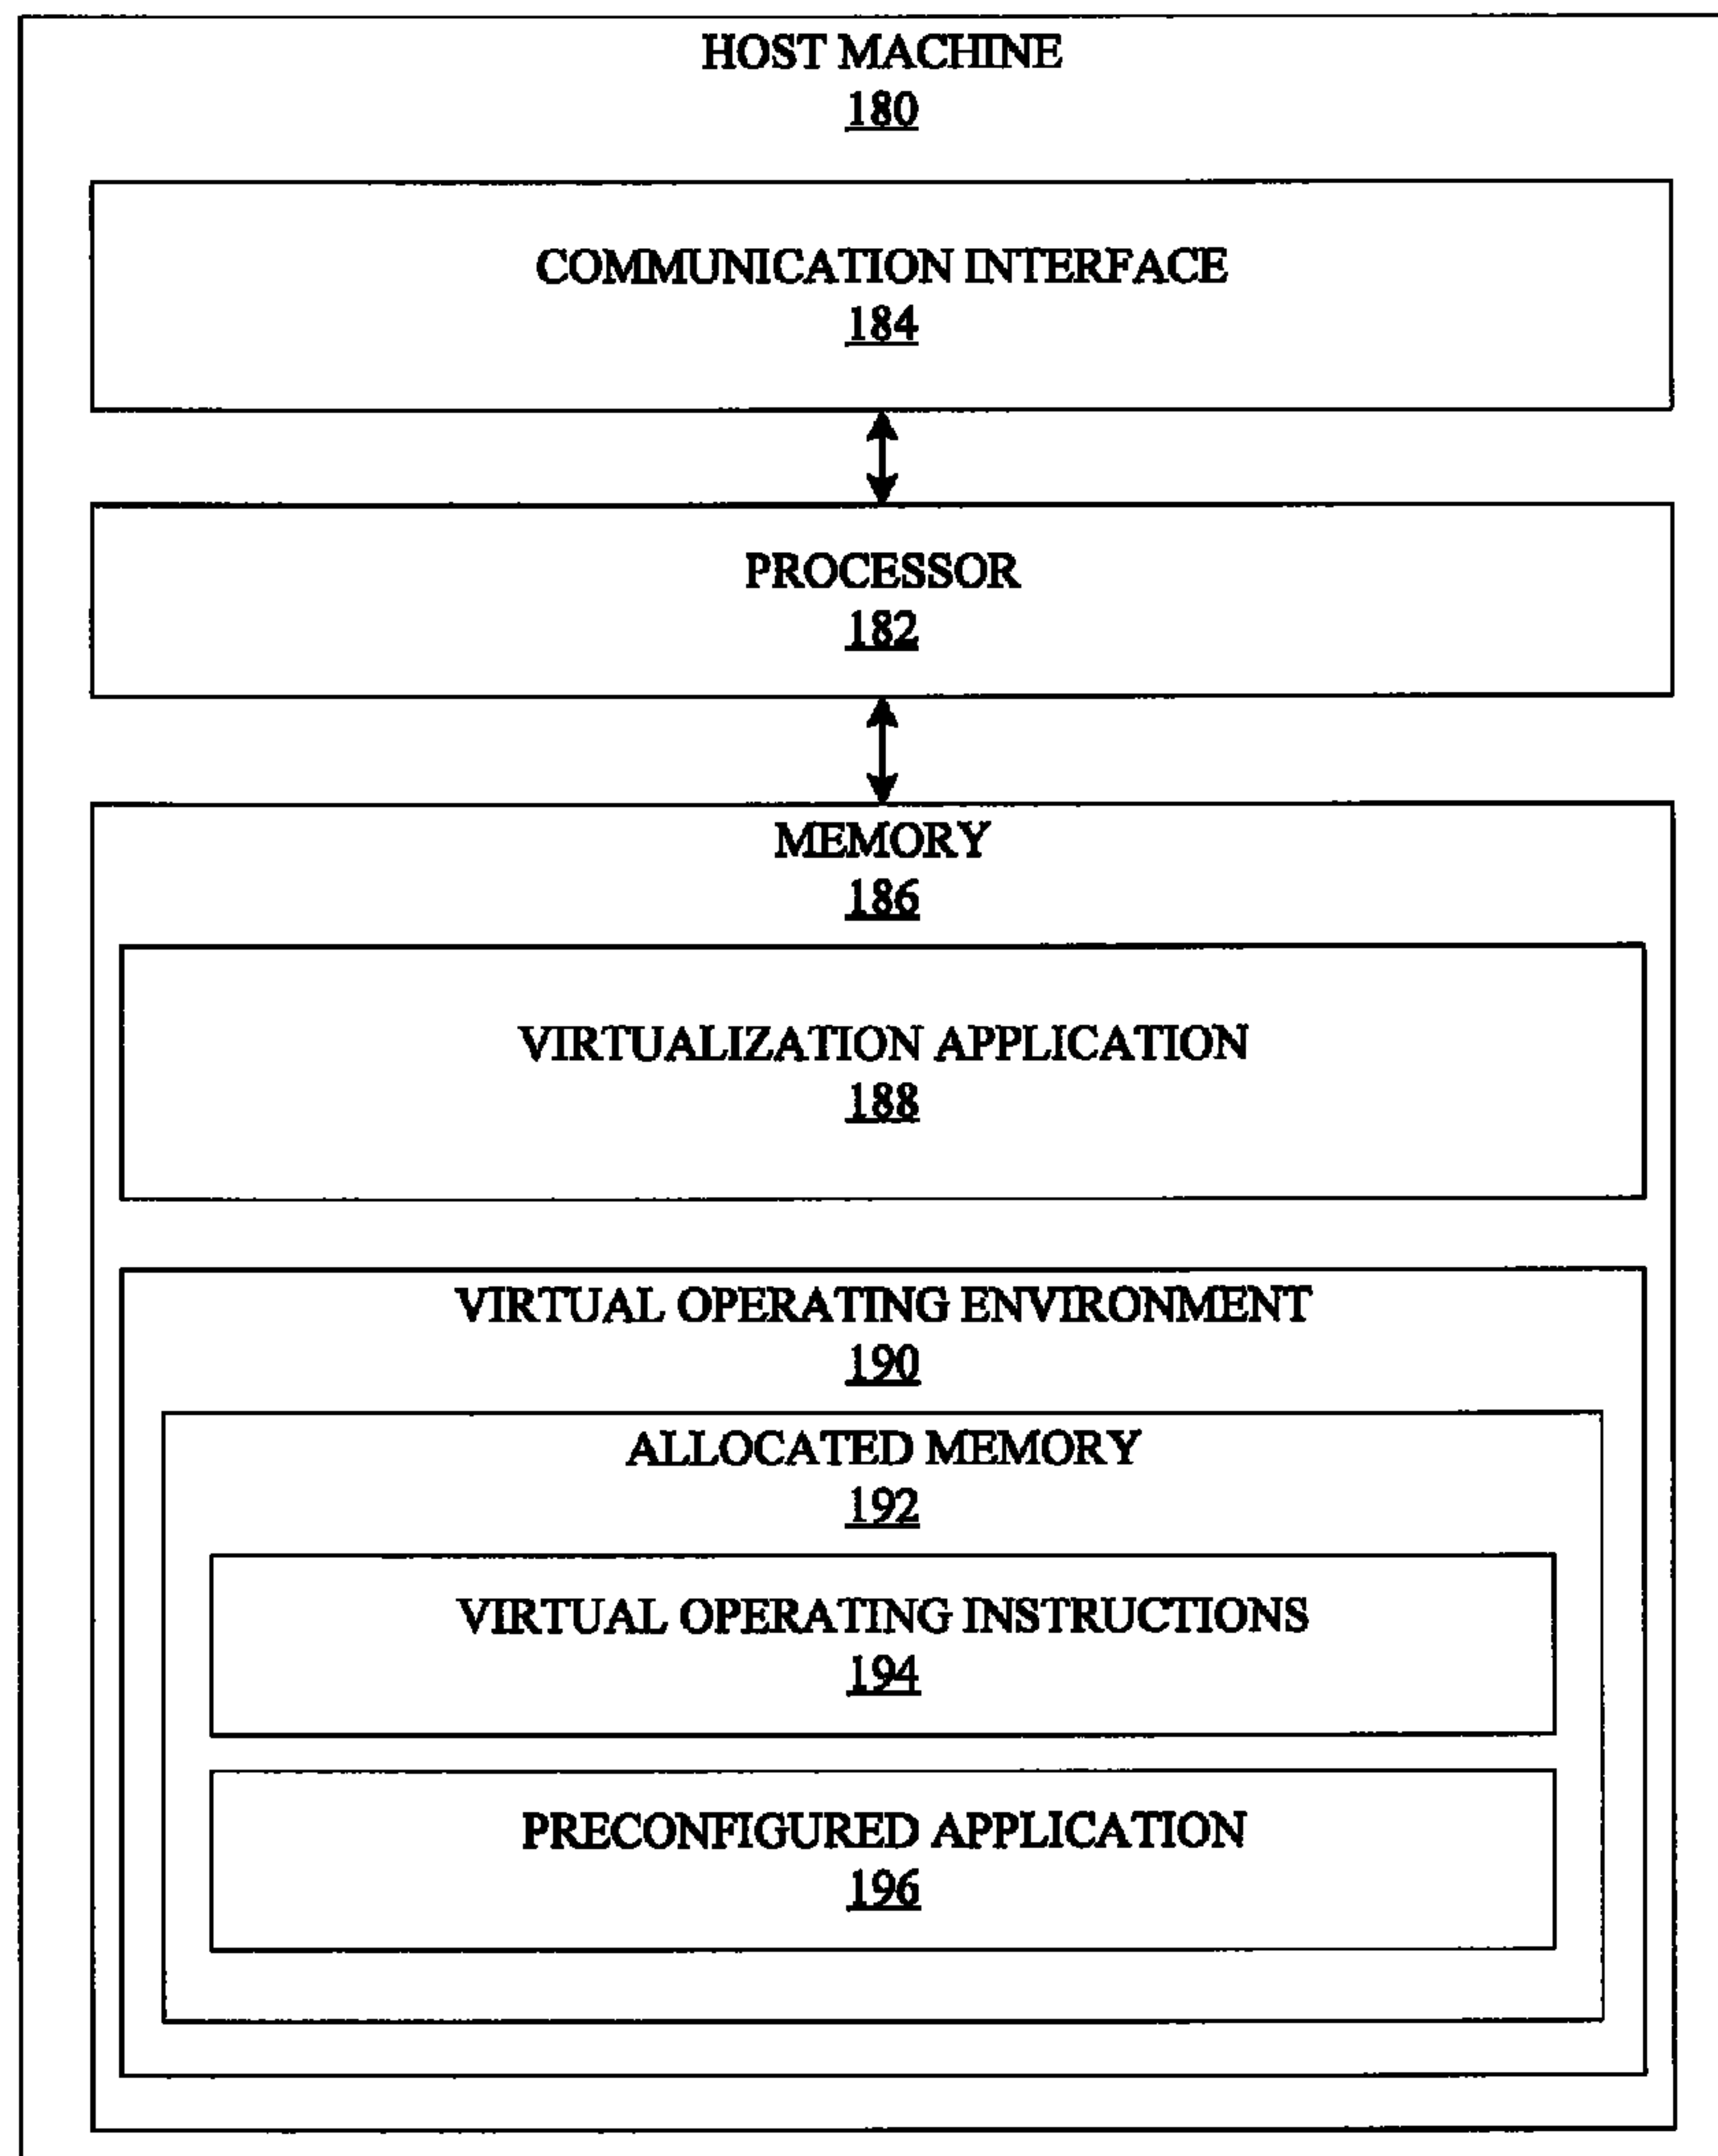 HOST MACHINE
180
COMMUNICATION INTERFACE
184
PROCESSOR
182
MEMORY
186
VIRTUALIZATION APPLICATION
188
VIRTUAL OPERATING ENVIRONMENT
190
ALLOCATED MEMORY
192
VIRTUAL OPERATING INSTRUCTIONS
194
PRECONFIGURED APPLICATION
196